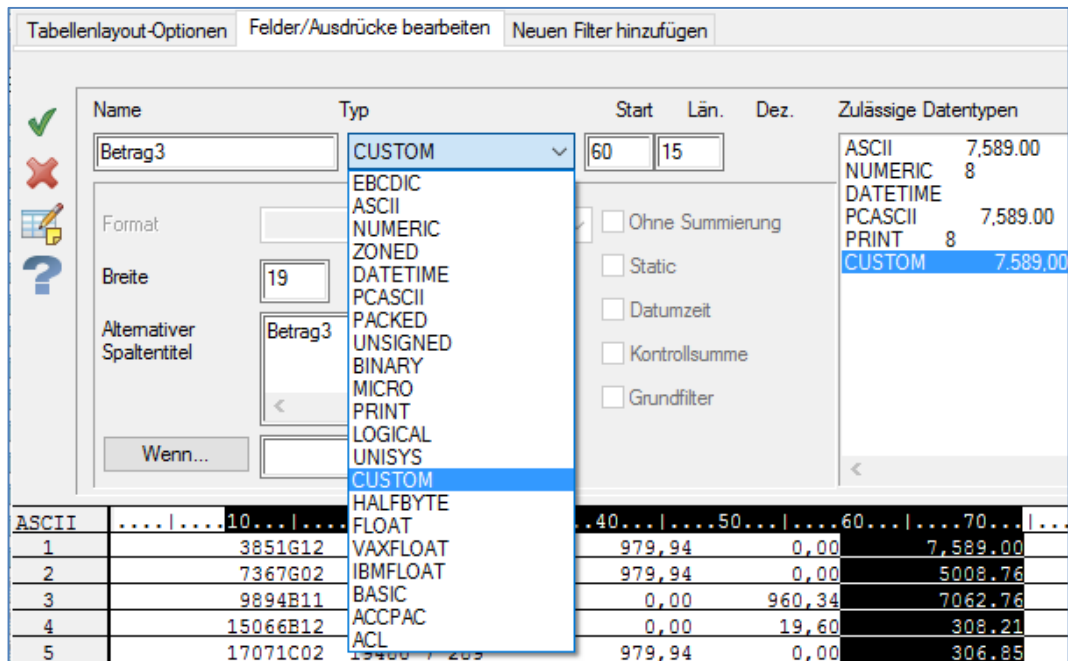 Tabellenlayout-Optionen Felder/Ausdrücke bearbeiten Neuen Filter hinzufügen
Name Typ Start Län. Dez. Zulässige Datentypen
Betrag3 CUSTOM 60 15
ASCII 7,589.00
NUMERIC 8
DATETIME
PCASCII 7,589.00
PRINT 8
CUSTOM 7.589,00
EBCDIC
ASCII
NUMERIC
ZONED
DATETIME
PCASCII
PACKED
UNSIGNED
BINARY
MICRO
PRINT
LOGICAL
UNISYS
CUSTOM
HALFBYTE
FLOAT
VAXFLOAT
IBMFLOAT
BASIC
ACCPAC
ACL
Format
Breite 19
Alternativer
Spaltentitel
Betrag3
Wenn...
Ohne Summierung
Static
Datumzeit
Kontrollsumme
Grundfilter
ASCII ....|....10...|.... ..40...|....50...|....60...|....70...|...
1 3851G12 979,94 0,00 7,589.00
2 7367G02 979,94 0,00 5008.76
3 9894B11 0,00 960,34 7062.76
4 15066B12 0,00 19,60 308.21
5 17071C02 979,94 0,00 306.85